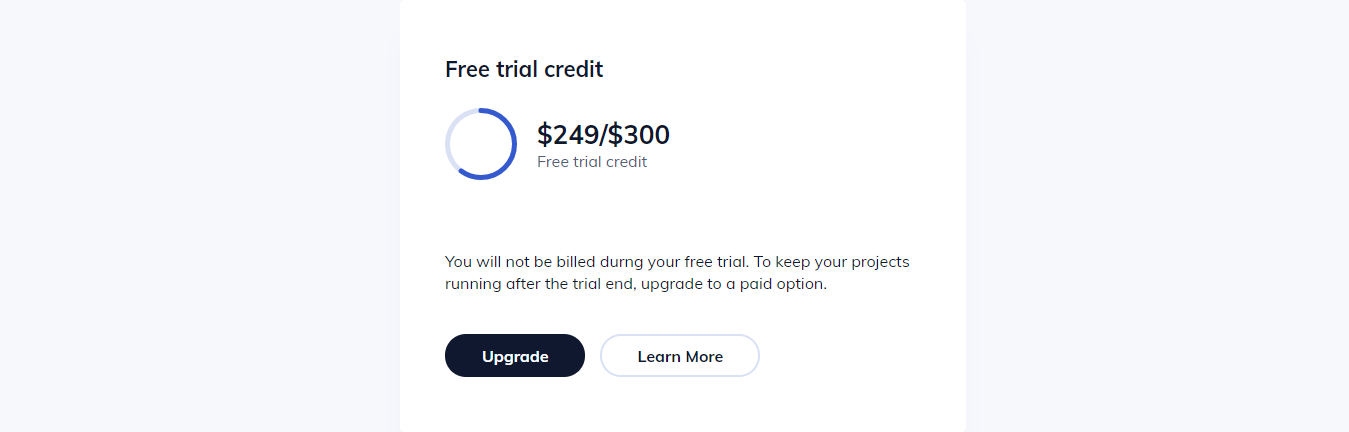 Free trial credit
$249/$300
Free trial credit
You will not be billed durng your free trial. To keep your projects
running after the trial end, upgrade to a paid option.
Upgrade
Learn More